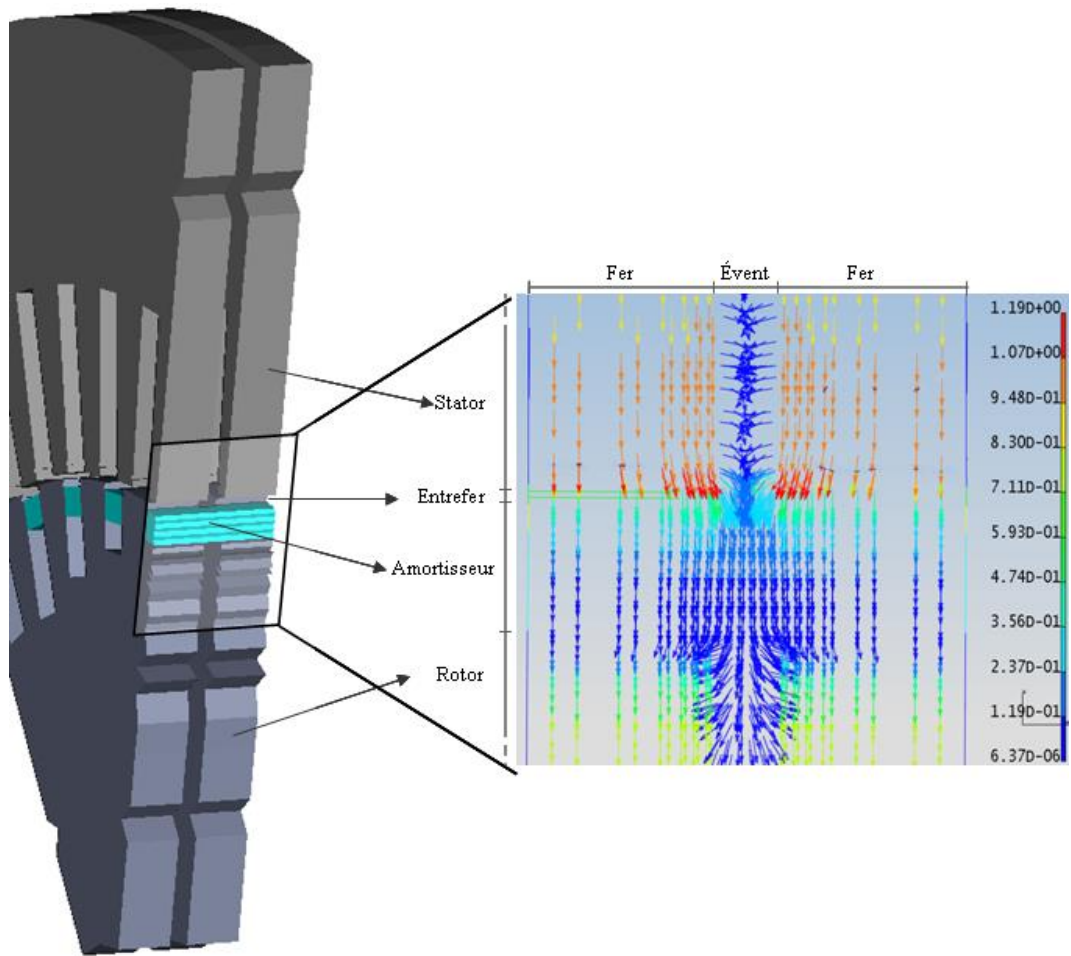 Fer Évent Fer
Stator
Entrefer
Amortisseur
Rotor
1.19D+00
1.07D+00
9.48D-01
8.30D-01
7.11D-01
5.93D-01
4.74D-01
3.56D-01
2.37D-01
1.19D-01
6.37D-06